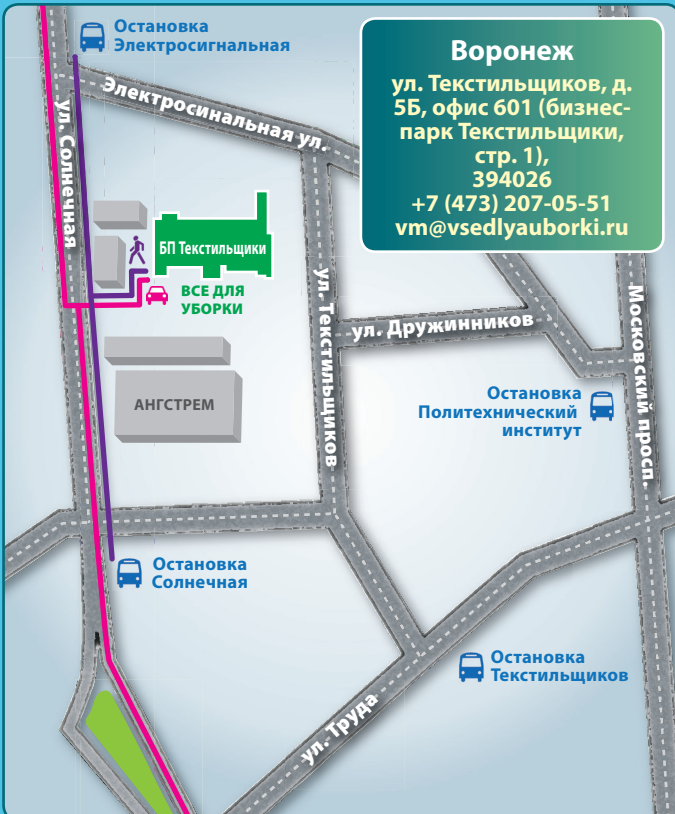 Остановка
Электросигнальная
Воронеж
ул. Текстильщиков, д.
5Б, офис 601 (бизнес-
парк Текстильщики,
стр. 1),
394026
+7 (473) 207-05-51
vm@vsedlyauborki.ru
Электросинальная ул.
ул. Солнечная
БП Текстильщики
ВСЕ ДЛЯ
УБОРКИ
ул. Текстильщиков
ул. Дружинников
Московский просп.
АНГСТРЕМ
Остановка
Политехнический
институт
Остановка
Солнечная
Остановка
Текстильщиков
ул. Труда